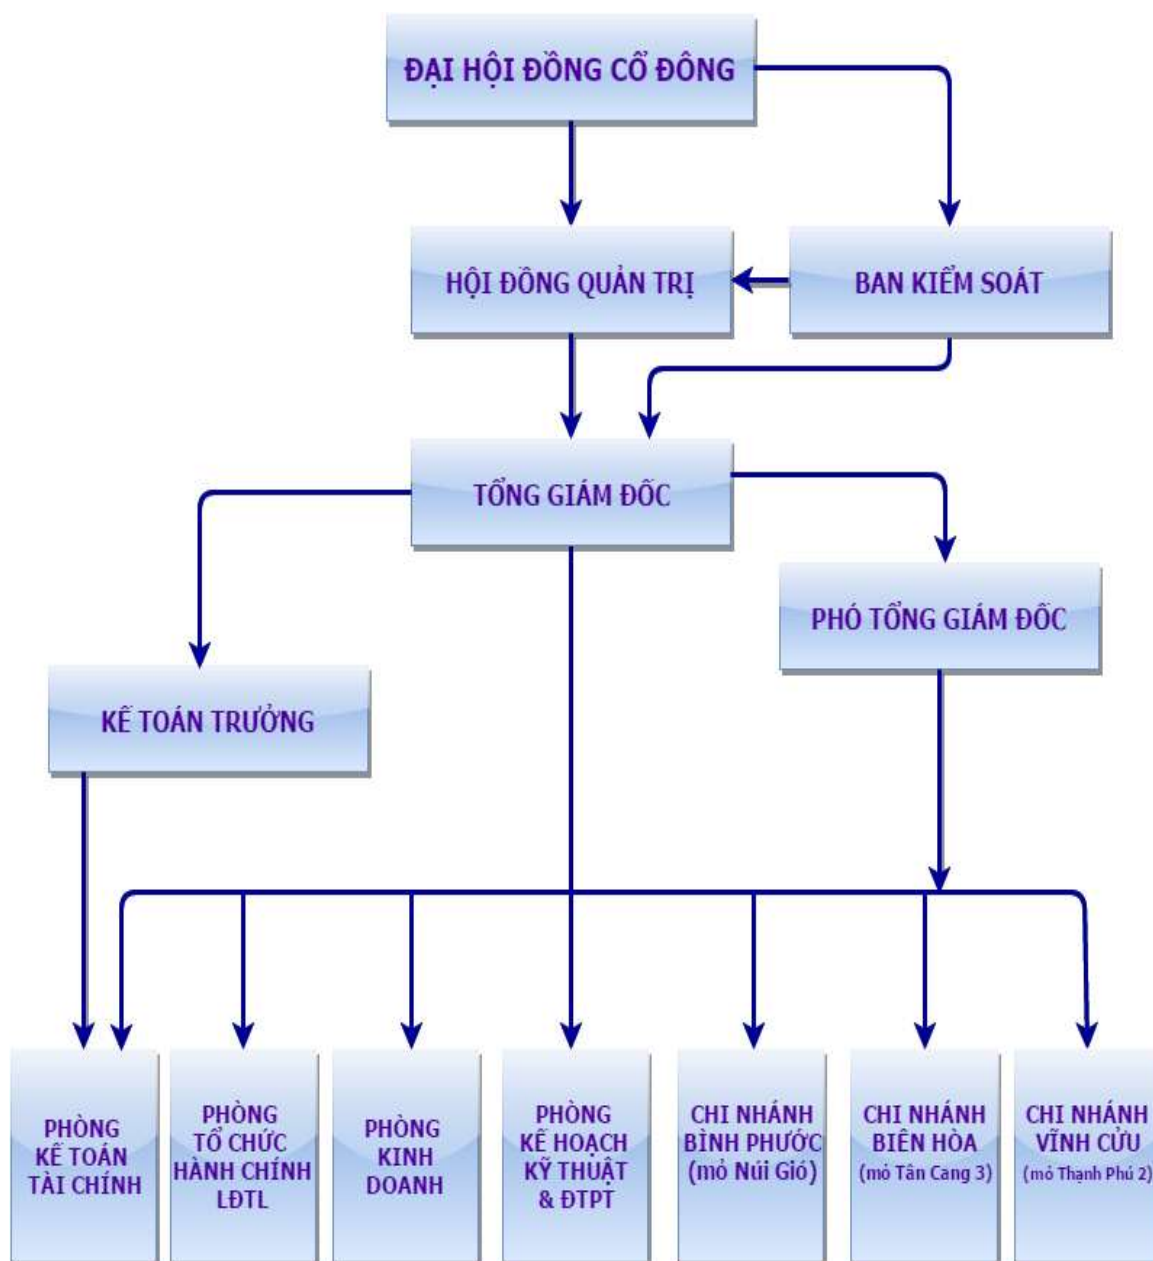 ĐẠI HỘI ĐỒNG CỔ ĐÔNG
HỘI ĐỒNG QUẢN TRỊ
BAN KIỂM SOÁT
TỔNG GIÁM ĐỐC
PHÓ TỔNG GIÁM ĐỐC
KẾ TOÁN TRƯỞNG
PHÒNG
KẾ TOÁN
TÀI CHÍNH
PHÒNG
TỔ CHỨC
HÀNH CHÍNH
LĐTL
PHÒNG
KINH
DOANH
PHÒNG
KẾ HOẠCH
KỸ THUẬT
& ĐTPT
CHI NHÁNH
BÌNH PHƯỚC
(mỏ Núi Gió)
CHI NHÁNH
BIÊN HÒA
(mỏ Tân Cang 3)
CHI NHÁNH
VĨNH CỬU
(mỏ Thạnh Phú 2)